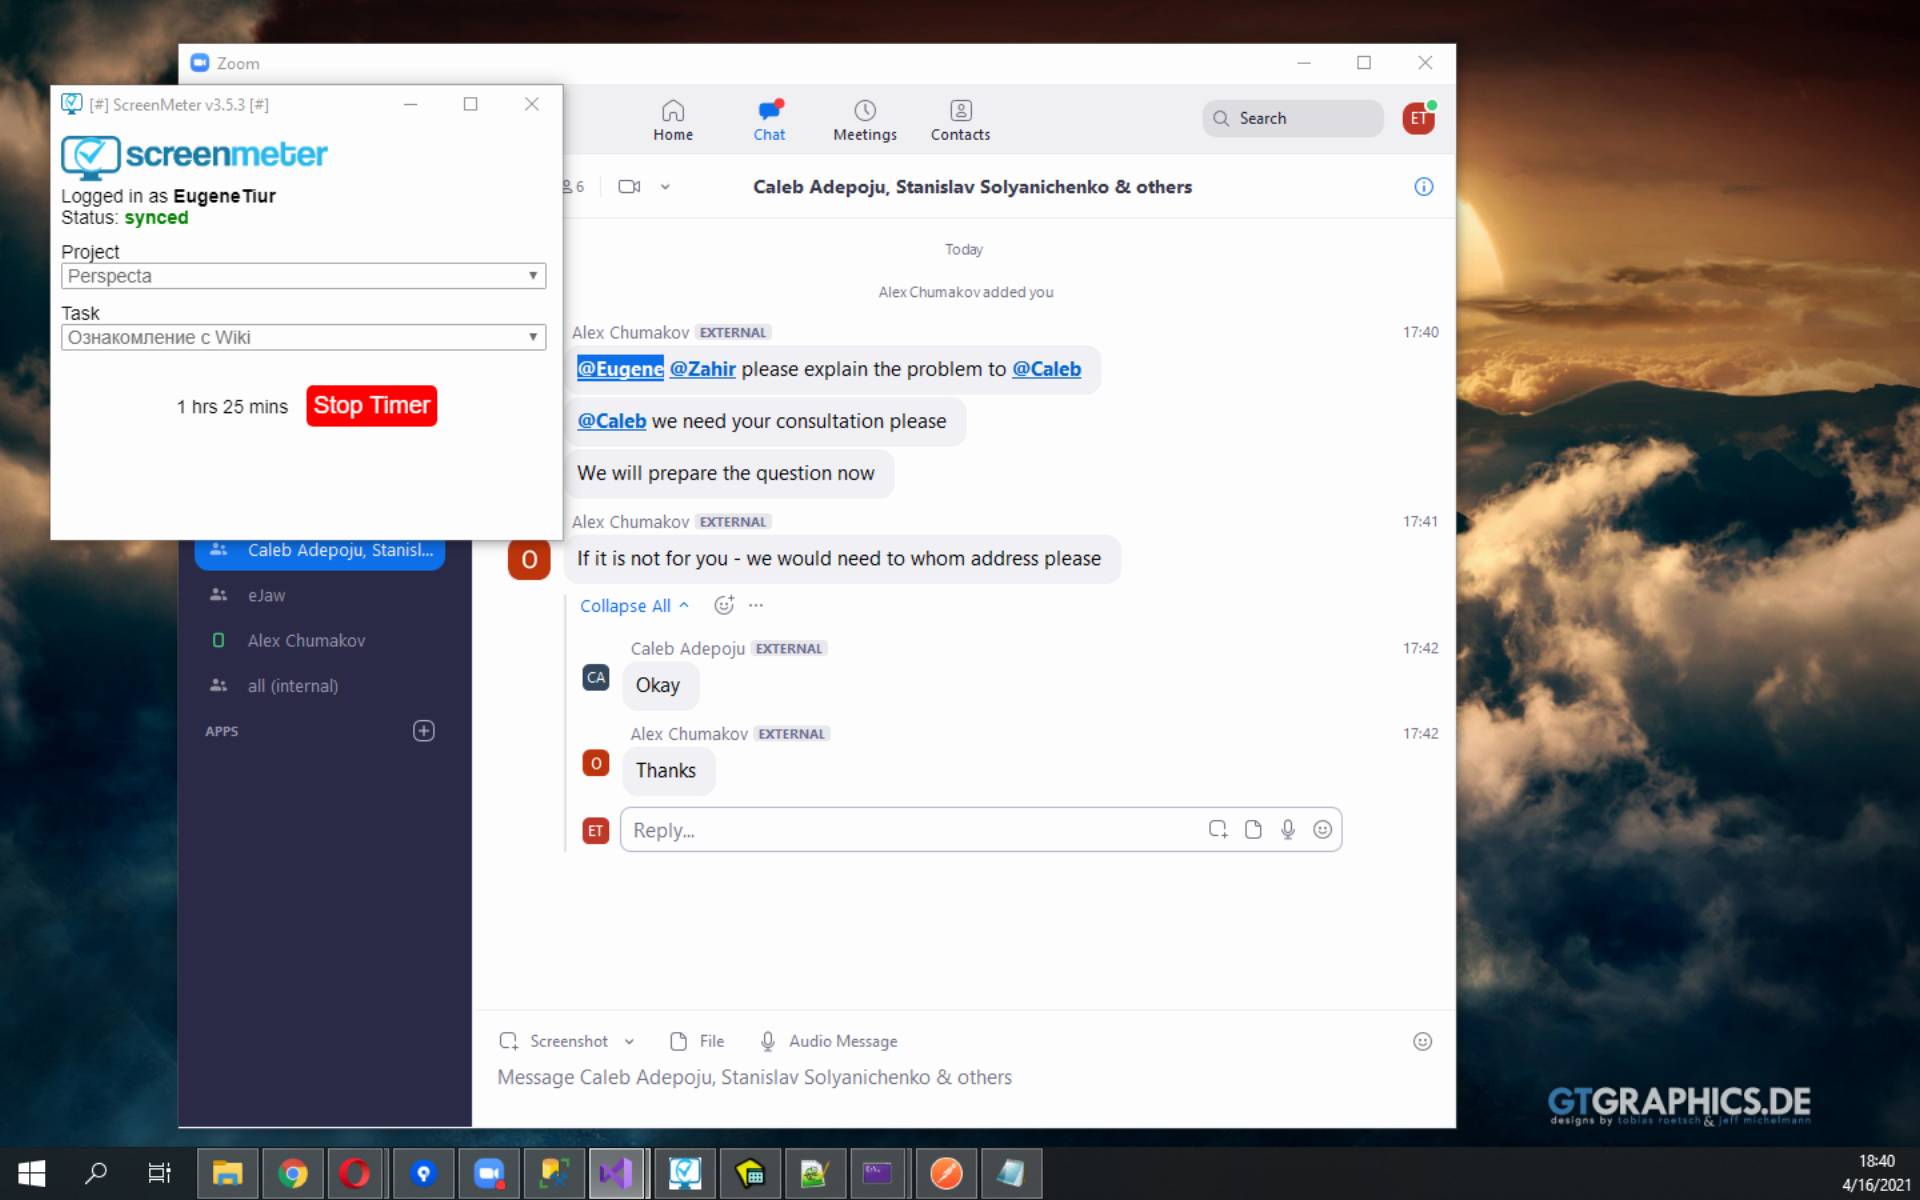 Zoom
[#] ScreenMeter v3.5.3 [#]
screenmeter
Logged in as EugeneTiur
Status: synced
Project
Perspecta
Task
Ознакомление с Wiki
1 hrs 25 mins
Stop Timer
Home
Chat
Meetings
Contacts
Search
ET
6
Caleb Adepoju, Stanislav Solyanichenko & others
Today
Alex Chumakov added you
Alex Chumakov EXTERNAL 17:40
@Eugene @Zahir please explain the problem to @Caleb
@Caleb we need your consultation please
We will prepare the question now
Alex Chumakov EXTERNAL 17:41
O
If it is not for you - we would need to whom address please
Collapse All
Caleb Adepoju EXTERNAL 17:42
CA
Okay
Alex Chumakov EXTERNAL 17:42
O
Thanks
ET
Reply...
Caleb Adepoju, Stanisl...
eJaw
Alex Chumakov
all (internal)
APPS
Screenshot
File
Audio Message
Message Caleb Adepoju, Stanislav Solyanichenko & others
GTGRAPHICS.DE
designs by tobias roetsch & jeff michelmann
18:40
4/16/2021